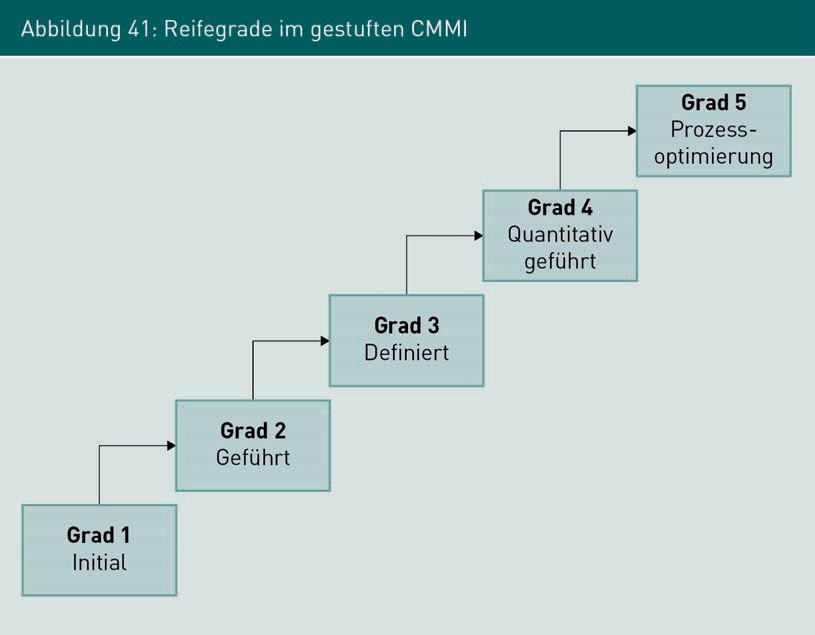 Abbildung 41: Reifegrade im gestuften CMMI
Grad 5
Prozess-
optimierung
Grad 4
Quantitativ
geführt
Grad 3
Definiert
Grad 2
Geführt
Grad 1
Initial